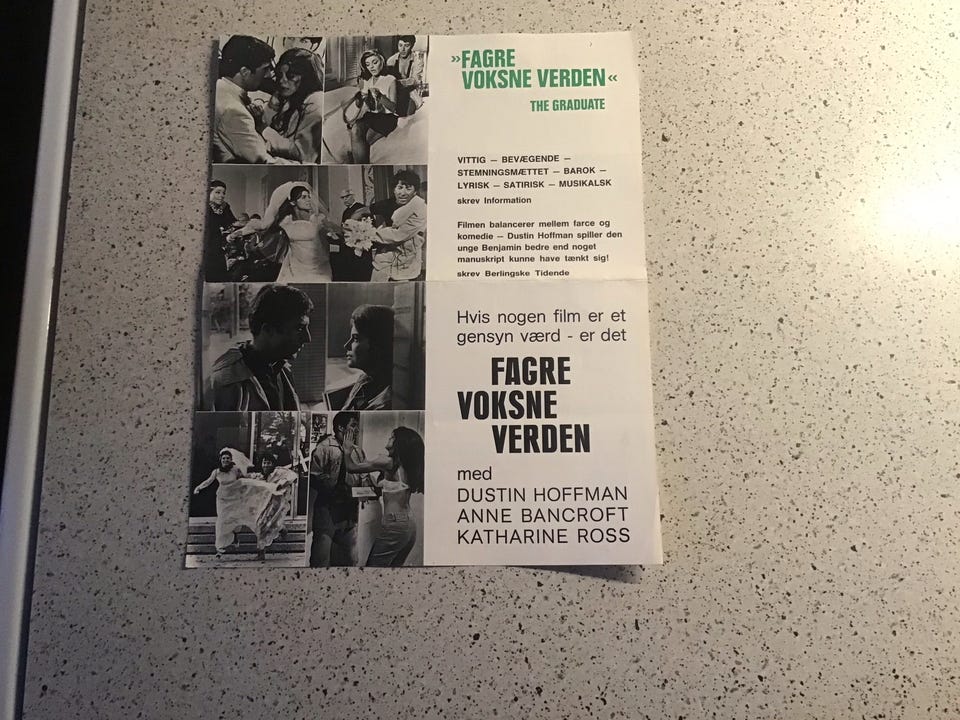 »FAGRE
VOKSNE VERDEN«
THE GRADUATE
VITTIG — BEVÆGENDE —
STEMNINGSMÆTTET — BAROK —
LYRISK — SATIRISK — MUSIKALSK
skrev Information
Filmen balancerer mellem farce og
komedie — Dustin Hoffman spiller den
unge Benjamin bedre end noget
manuskript kunne have tænkt sig!
skrev Berlingske Tidende
Hvis nogen film er et
gensyn værd - er det
FAGRE
VOKSNE
VERDEN
med
DUSTIN HOFFMAN
ANNE BANCROFT
KATHARINE ROSS